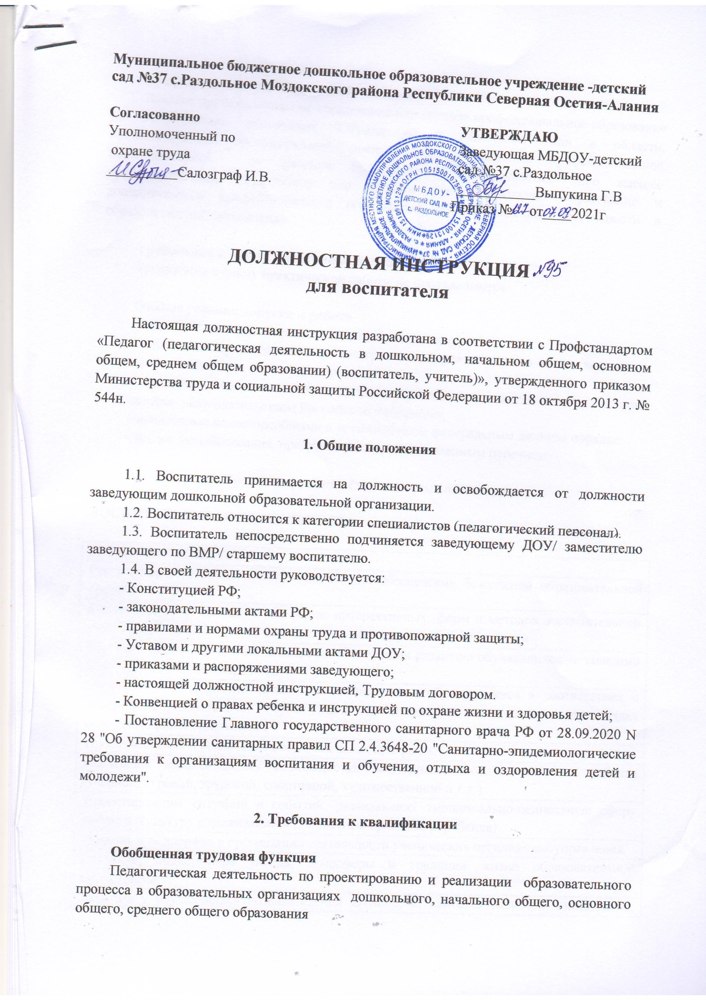 Муниципальное бюджетное дошкольное образовательное учреждение -детский
сад №37 с.Раздольное Моздокского района Республики Северная Осетия-Алания
Согласованно
Уполномоченный по
охране труда
Салозграф И.В.
УТВЕРЖДАЮ
Заведующая МБДОУ-детский
сад №37 с.Раздольное
Выпукина Г.В
Приказ №127 от 07.09 2021г
МБДОУ-
ДЕТСКИЙ САД № 37
с. РАЗДОЛЬНОЕ
ДОЛЖНОСТНАЯ ИНСТРУКЦИЯ №95
для воспитателя
Настоящая должностная инструкция разработана в соответствии с Профстандартом
«Педагог (педагогическая деятельность в дошкольном, начальном общем, основном
общем, среднем общем образовании) (воспитатель, учитель)», утвержденного приказом
Министерства труда и социальной защиты Российской Федерации от 18 октября 2013 г. №
544н.
1. Общие положения
1.1. Воспитатель принимается на должность и освобождается от должности
заведующим дошкольной образовательной организации.
1.2. Воспитатель относится к категории специалистов (педагогический персонал).
1.3. Воспитатель непосредственно подчиняется заведующему ДОУ/ заместителю
заведующего по ВМР/ старшему воспитателю.
1.4. В своей деятельности руководствуется:
- Конституцией РФ;
- законодательными актами РФ;
- правилами и нормами охраны труда и противопожарной защиты;
- Уставом и другими локальными актами ДОУ;
- приказами и распоряжениями заведующего;
- настоящей должностной инструкцией, Трудовым договором.
- Конвенцией о правах ребенка и инструкцией по охране жизни и здоровья детей;
- Постановление Главного государственного санитарного врача РФ от 28.09.2020 N
28 "Об утверждении санитарных правил СП 2.4.3648-20 "Санитарно-эпидемиологические
требования к организациям воспитания и обучения, отдыха и оздоровления детей и
молодежи".
2. Требования к квалификации
Обобщенная трудовая функция
Педагогическая деятельность по проектированию и реализации образовательного
процесса в образовательных организациях дошкольного, начального общего, основного
общего, среднего общего образования